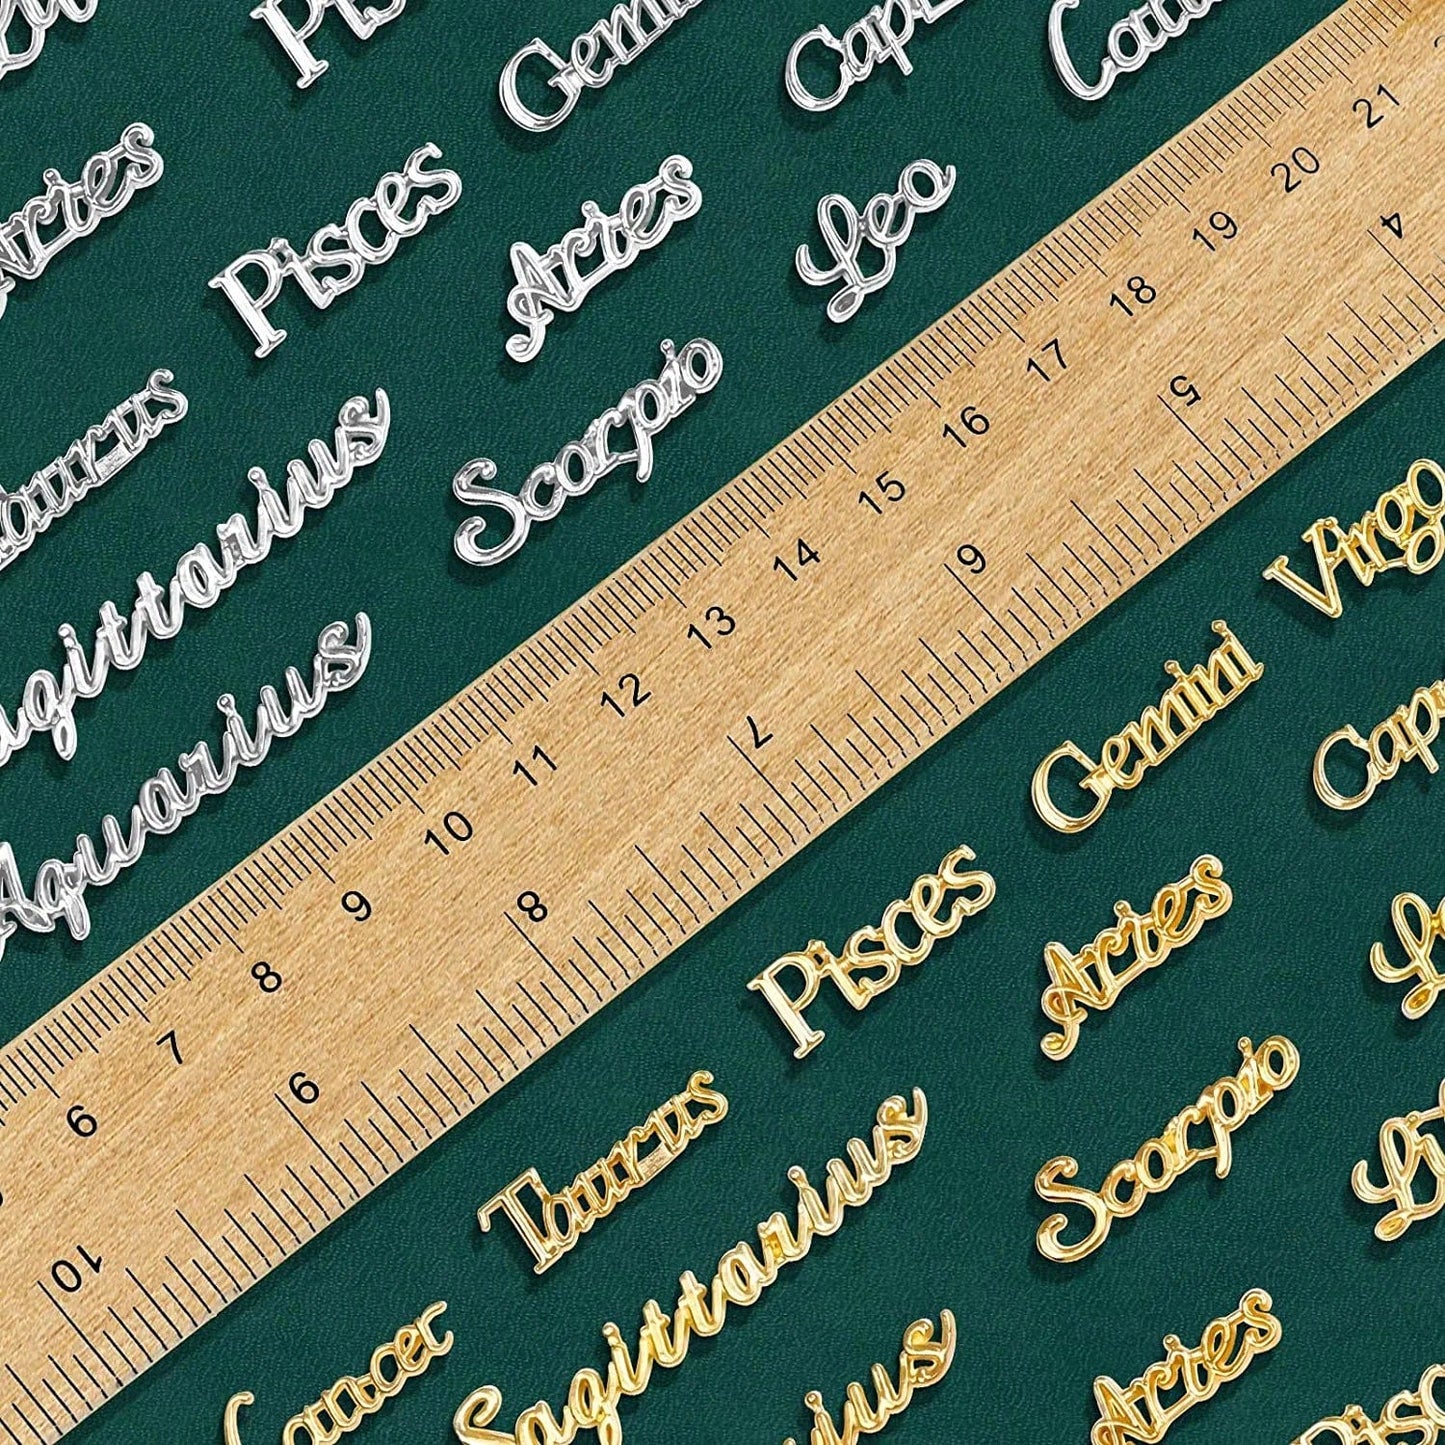 Pisces
Gemini
Aries
Pisces
Aries
Leo
Taurus
Scorpio
Sagittarius
Aquarius
21
20
19
18
17
16
15
14
13
12
11
10
9
8
7
6
4
5
6
7
8
9
10
Virgo
Gemini
Capr
Pisces
Aries
Taurus
Scorpio
Sagittarius
Cancer
Aries
Pisces